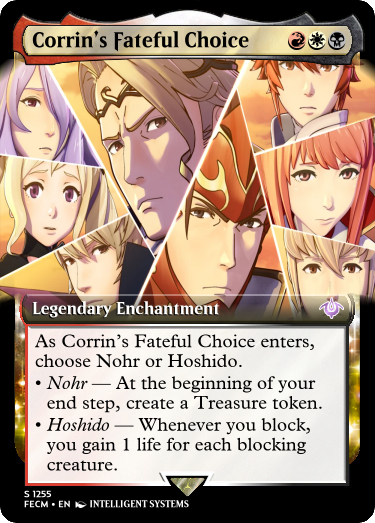 Corrin's Fateful Choice
Legendary Enchantment
As Corrin's Fateful Choice enters,
choose Nohr or Hoshido.
• Nohr — At the beginning of your
end step, create a Treasure token.
• Hoshido — Whenever you block,
you gain 1 life for each blocking
creature.
S 1255
FECM • EN INTELLIGENT SYSTEMS